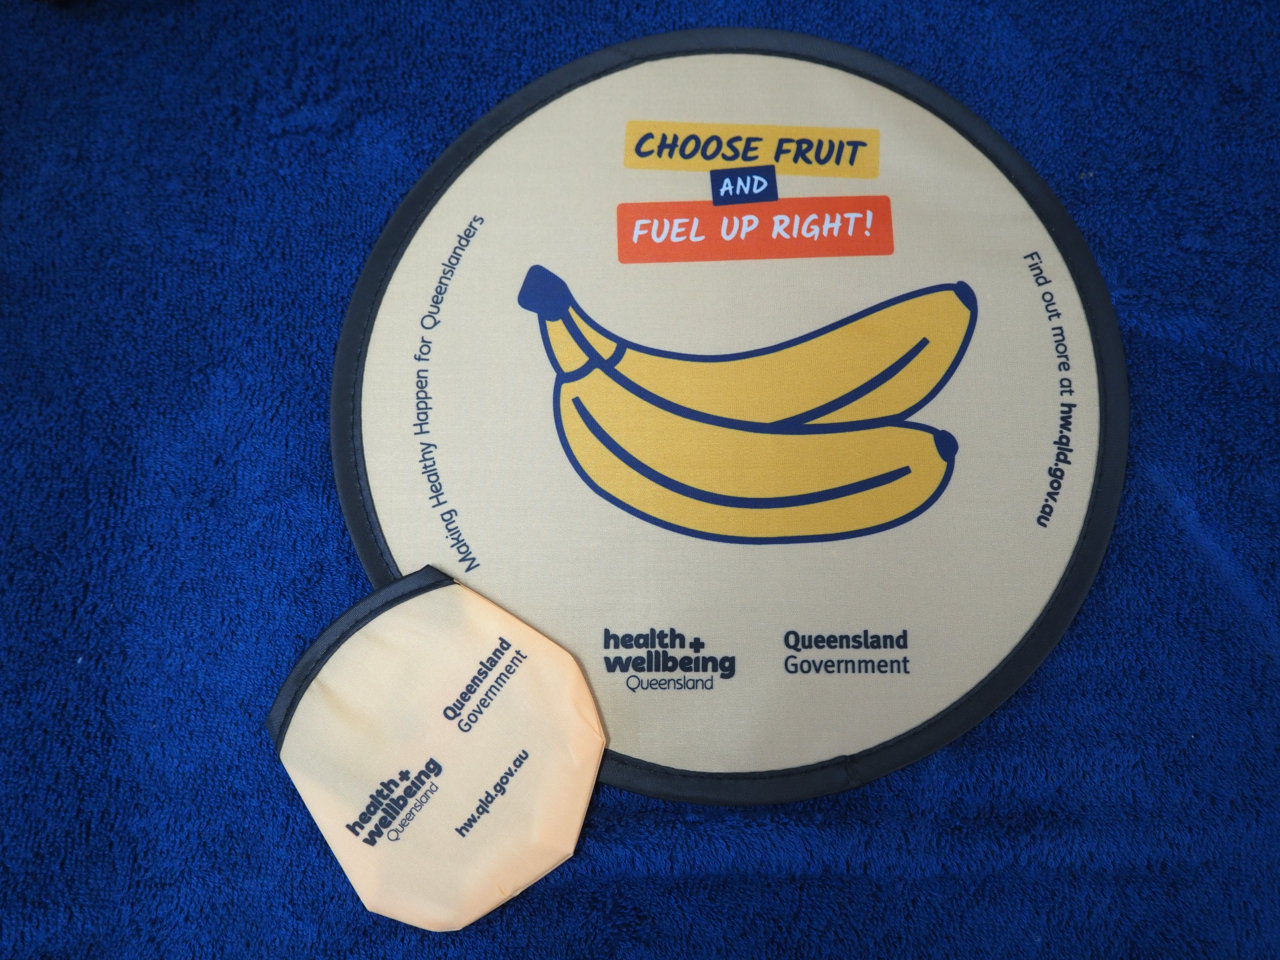 CHOOSE FRUIT
AND
FUEL UP RIGHT!
Making Healthy Happen for Queenslanders
Find out more at hw.qld.gov.au
health+
wellbeing
Queensland
Queensland
Government
health+
wellbeing
Queensland
Queensland
Government
hw.qld.gov.au